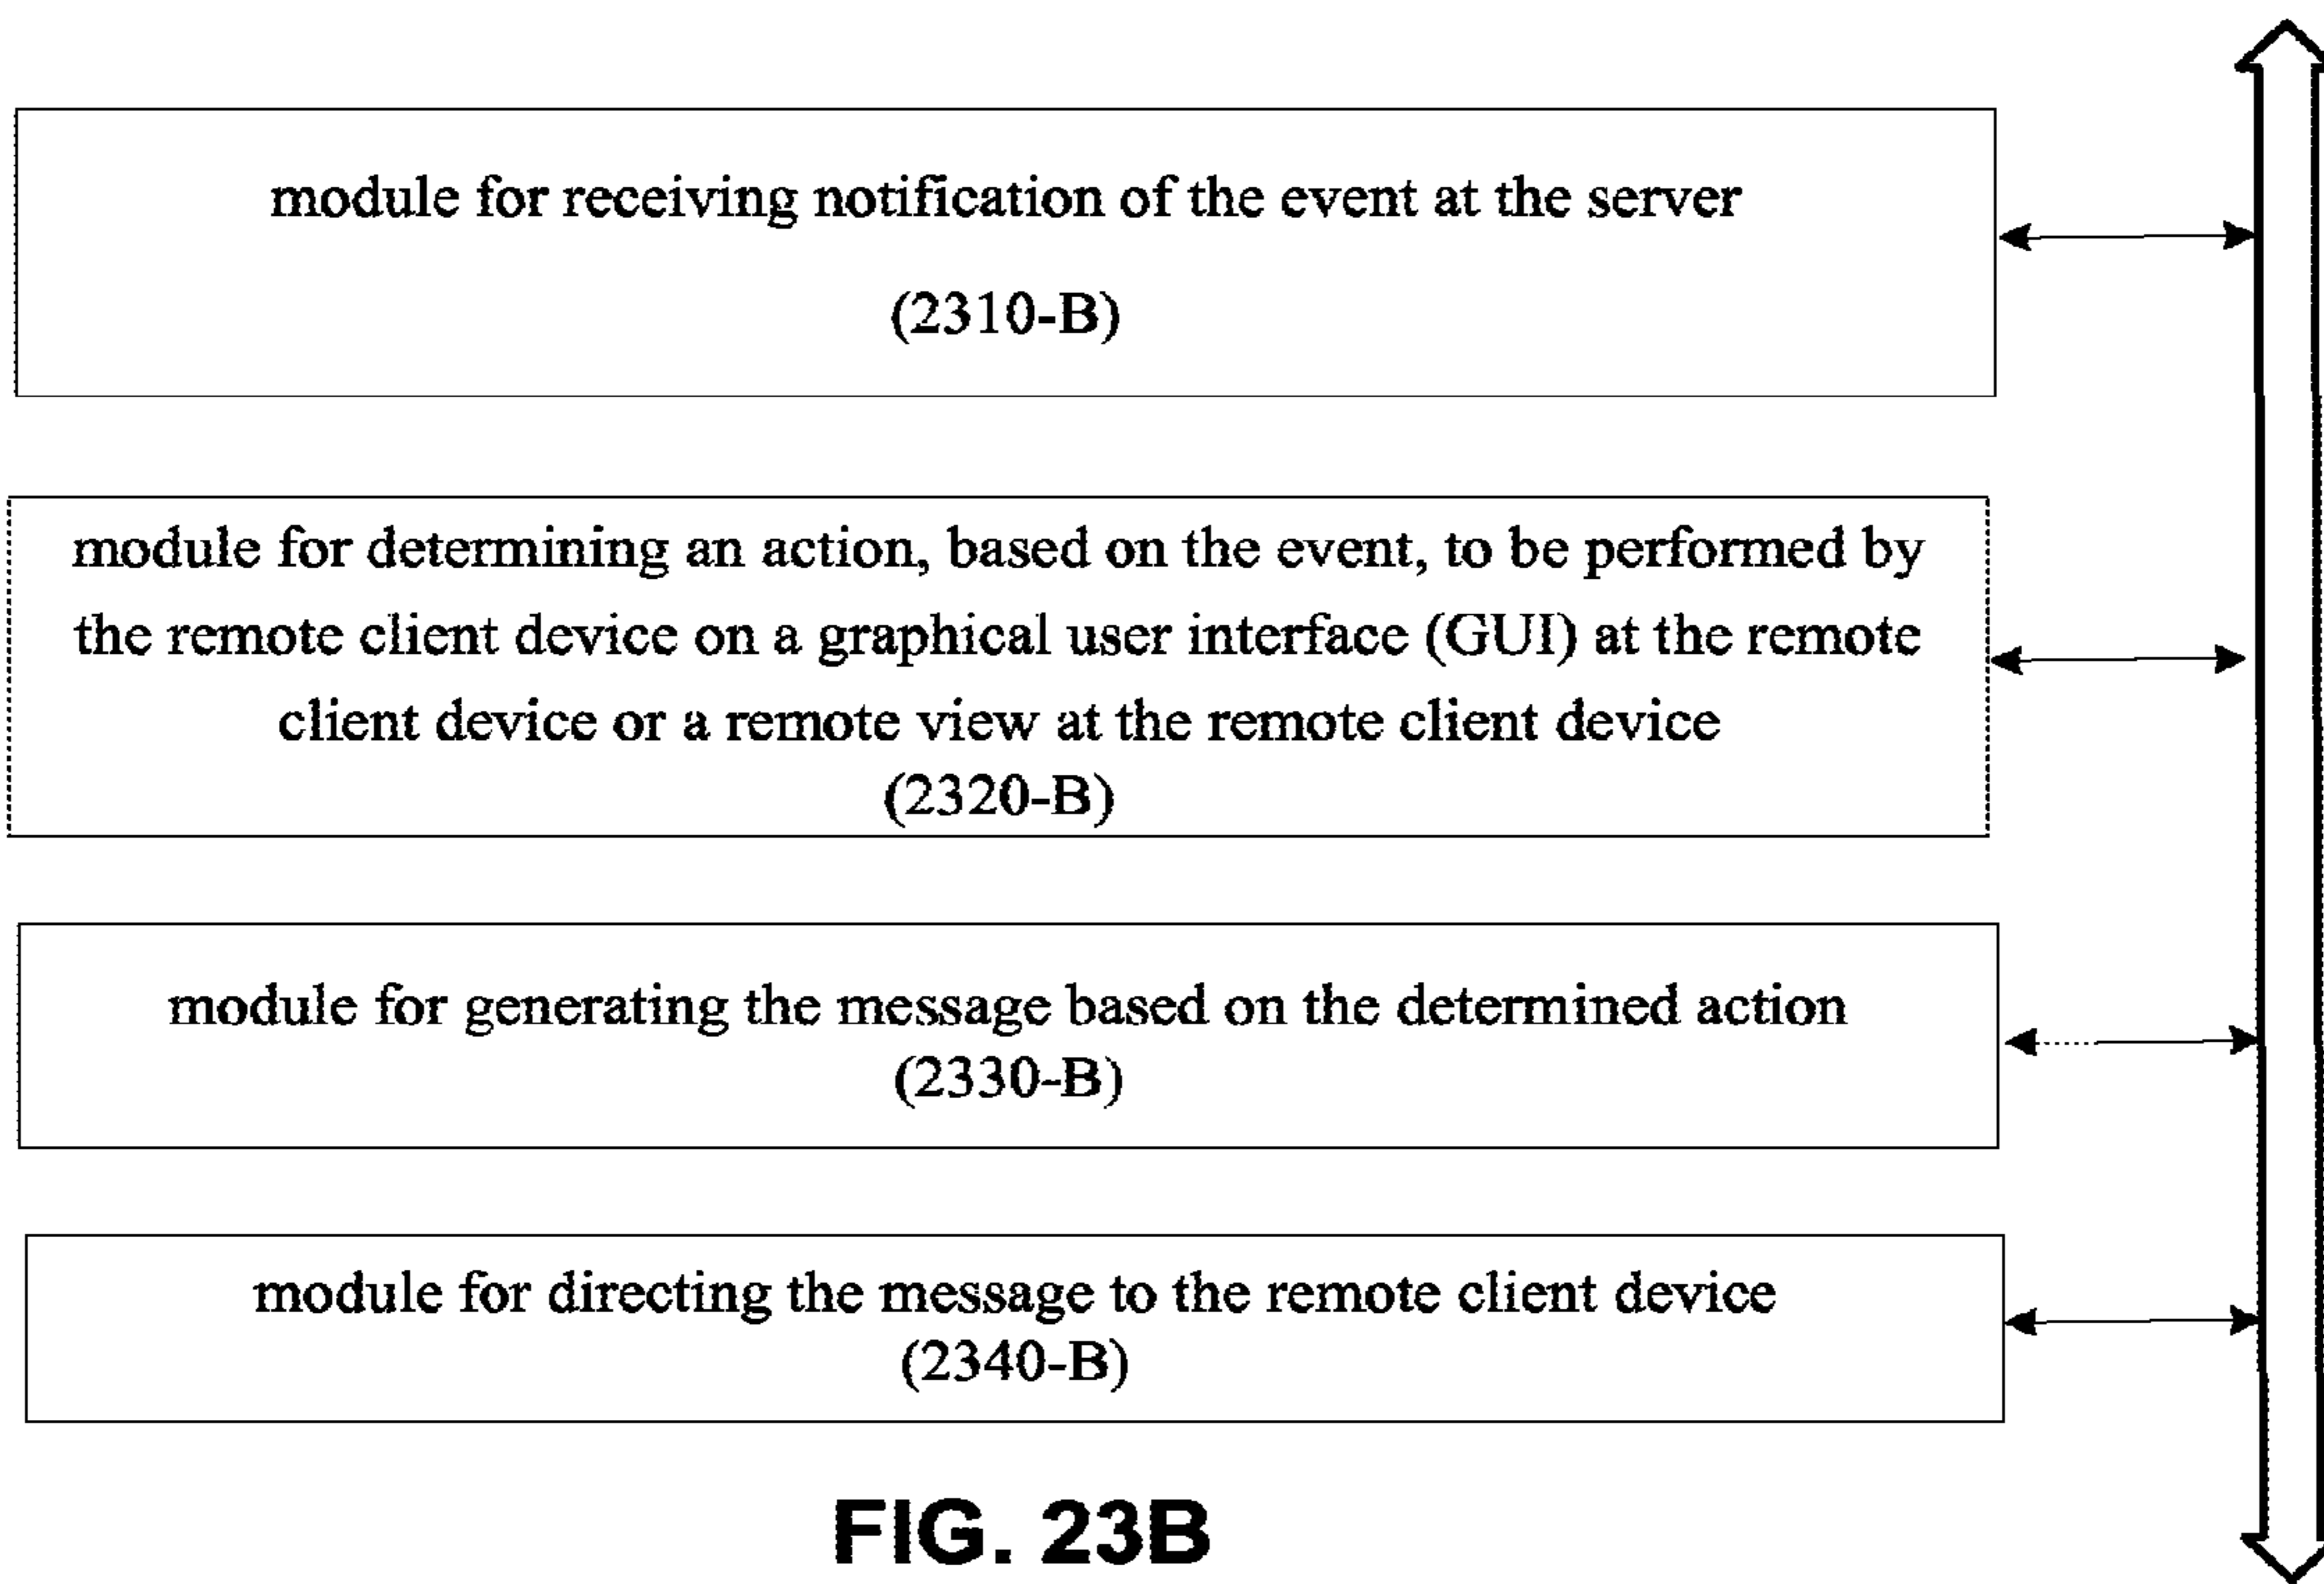 module for receiving notification of the event at the server
(2310-B)
module for determining an action, based on the event, to be performed by
the remote client device on a graphical user interface (GUI) at the remote
client device or a remote view at the remote client device
(2320-B)
module for generating the message based on the determined action
(2330-B)
module for directing the message to the remote client device
(2340-B)
FIG. 23B